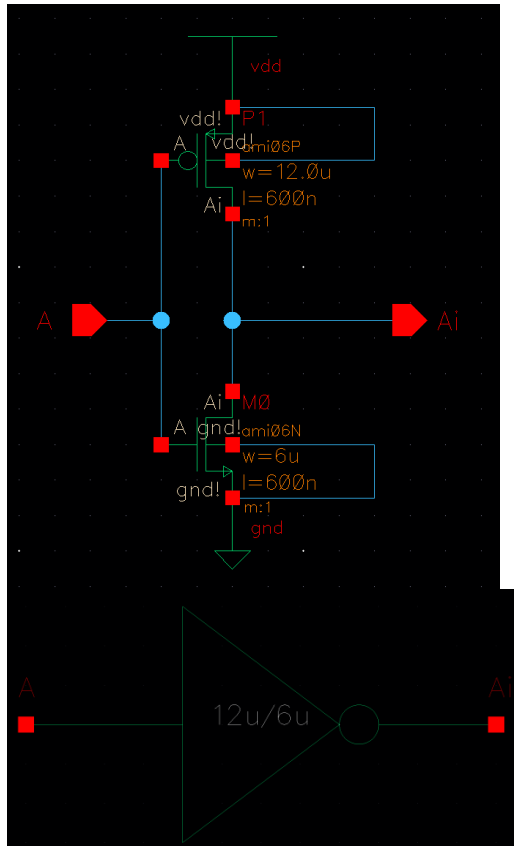 vdd
vdd! P1
A vdd! ami06P
w=12.0u
Ai l=600n
m:1
A Ai
Ai M0
A gnd! ami06N
w=6u
gnd! l=600n
m:1
gnd
A Ai
12u/6u